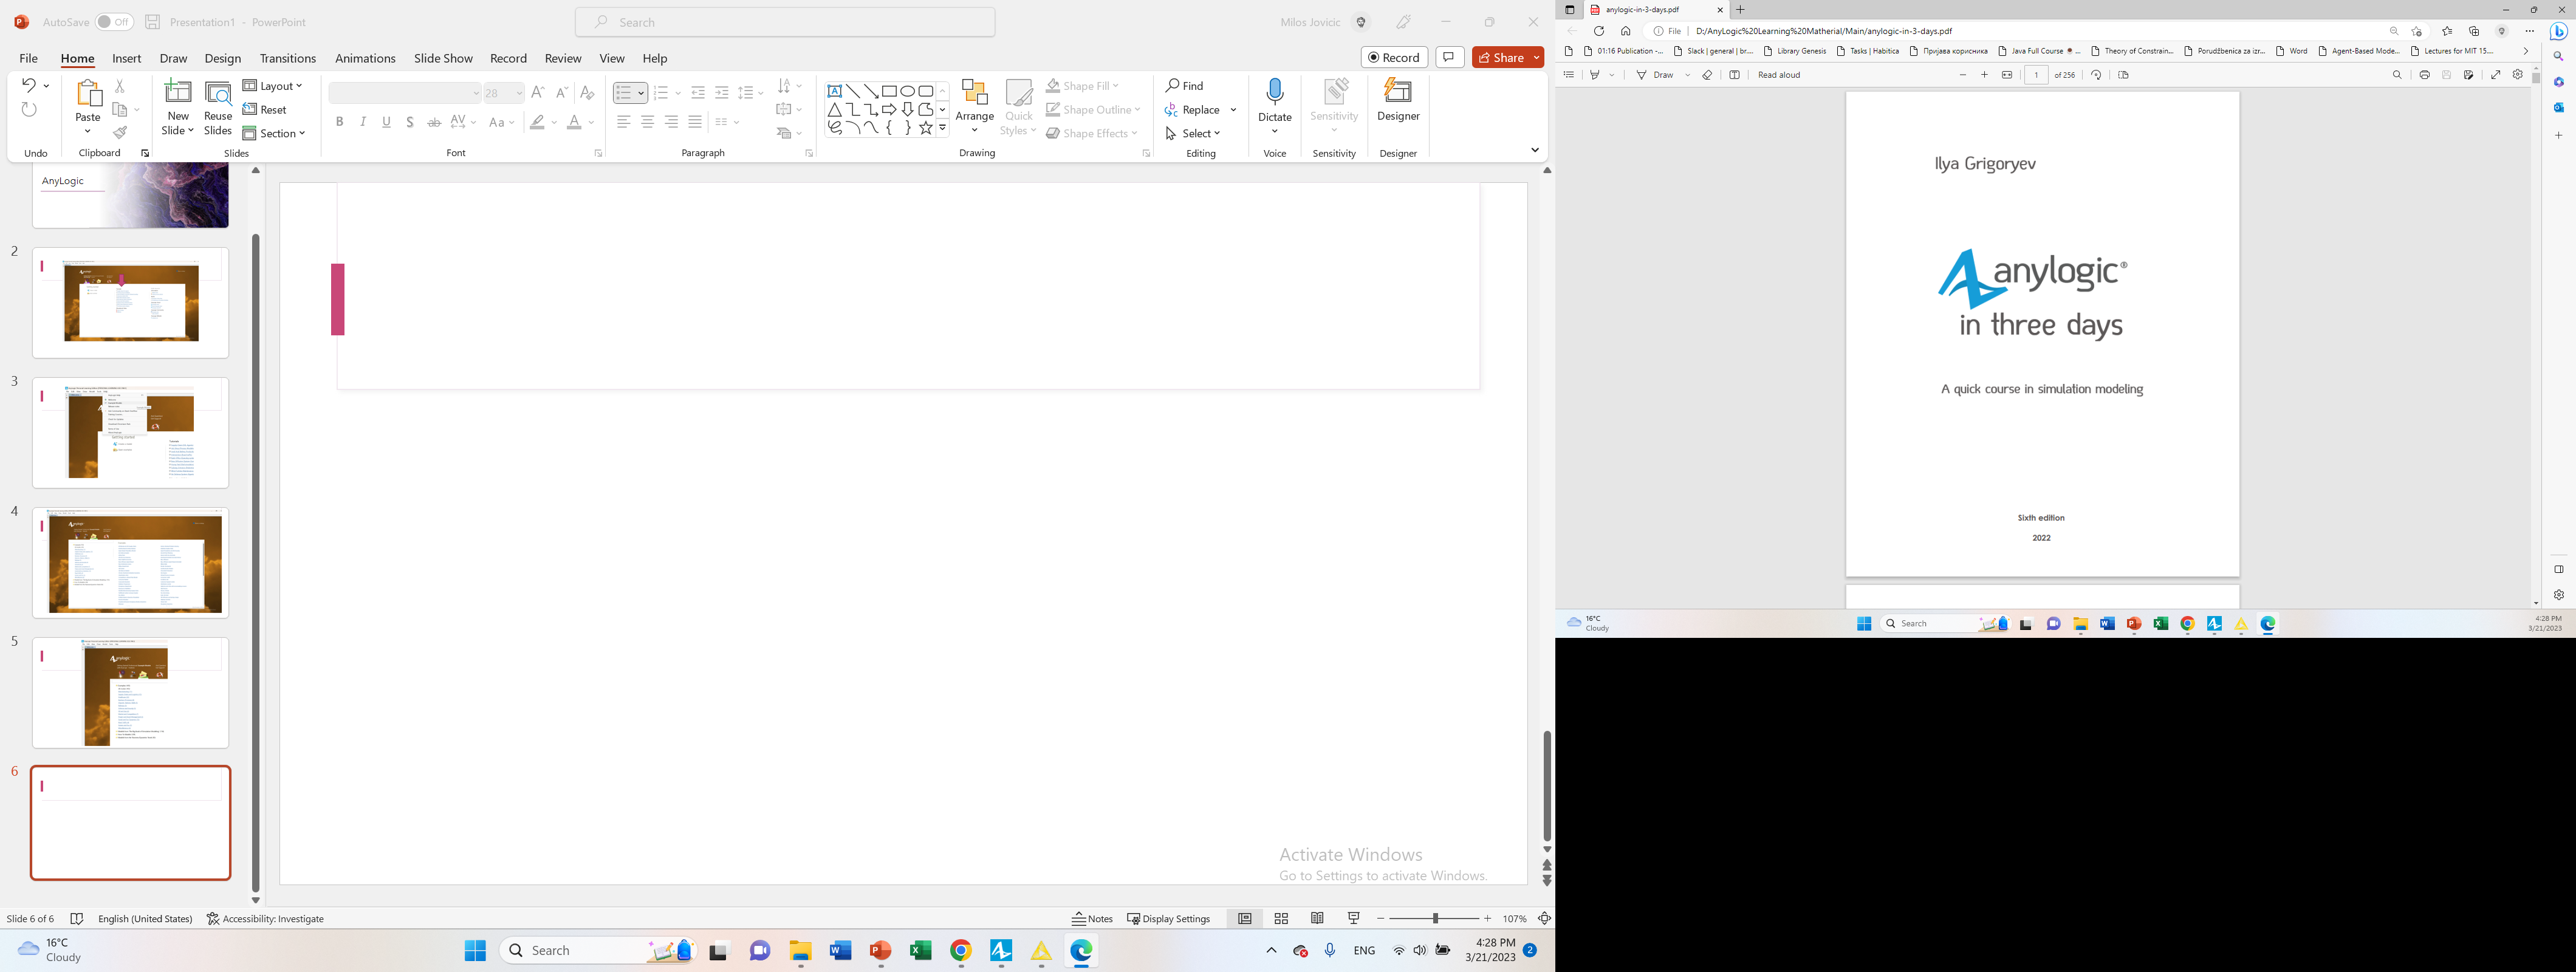 AutoSave Off Presentation1 - PowerPoint Search Milos Jovicic
File Home Insert Draw Design Transitions Animations Slide Show Record Review View Help Record Share
Undo
Paste
Clipboard
New Slide
Reuse Slides
Layout
Reset
Section
Slides
28
Font
Paragraph
Arrange
Quick Styles
Shape Fill
Shape Outline
Shape Effects
Drawing
Find
Replace
Select
Editing
Dictate
Voice
Sensitivity
Sensitivity
Designer
Designer
AnyLogic
2
3
4
5
6
Activate Windows
Go to Settings to activate Windows.
Slide 6 of 6 English (United States) Accessibility: Investigate Notes Display Settings 107%
16°C
Cloudy
Search
ENG
4:28 PM
3/21/2023
2
anylogic-in-3-days.pdf
File D:/AnyLogic%20Learning%20Matherial/Main/anylogic-in-3-days.pdf
01:16 Publication -... Slack | general | br... Library Genesis Tasks | Habitica Пријава корисника Java Full Course ... Theory of Constrain... Porudžbenica za izr... Word Agent-Based Mode... Lectures for MIT 15....
Draw Read aloud 1 of 256
Ilya Grigoryev
anylogic®
in three days
A quick course in simulation modeling
Sixth edition
2022
16°C
Cloudy
Search
4:28 PM
3/21/2023